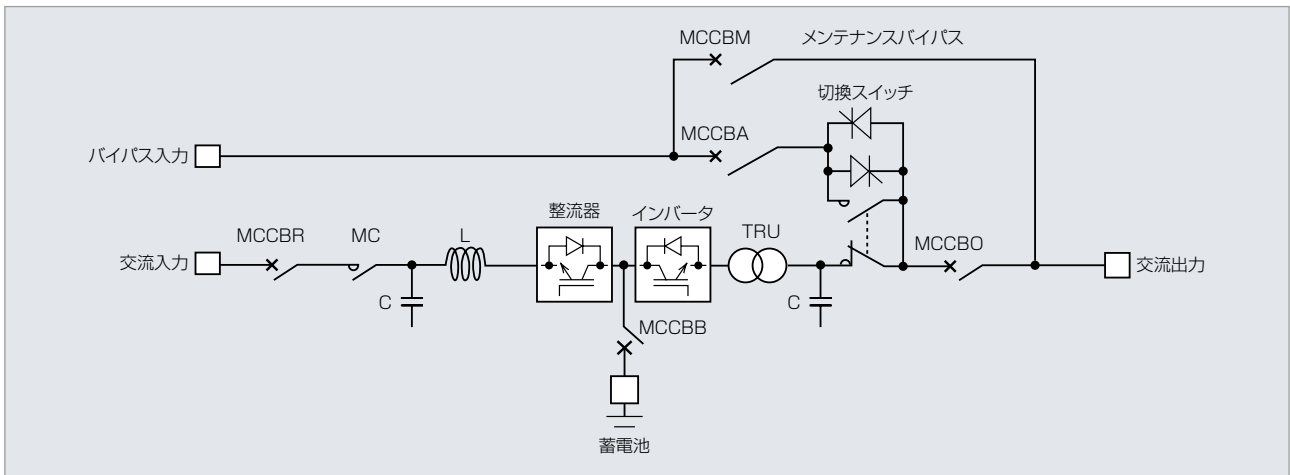 MCCBM
メンテナンスバイパス
切換スイッチ
MCCBA
バイパス入力
整流器
インバータ
TRU
MCCBR
MC
L
MCCBO
交流入力
交流出力
C
C
MCCBB
蓄電池